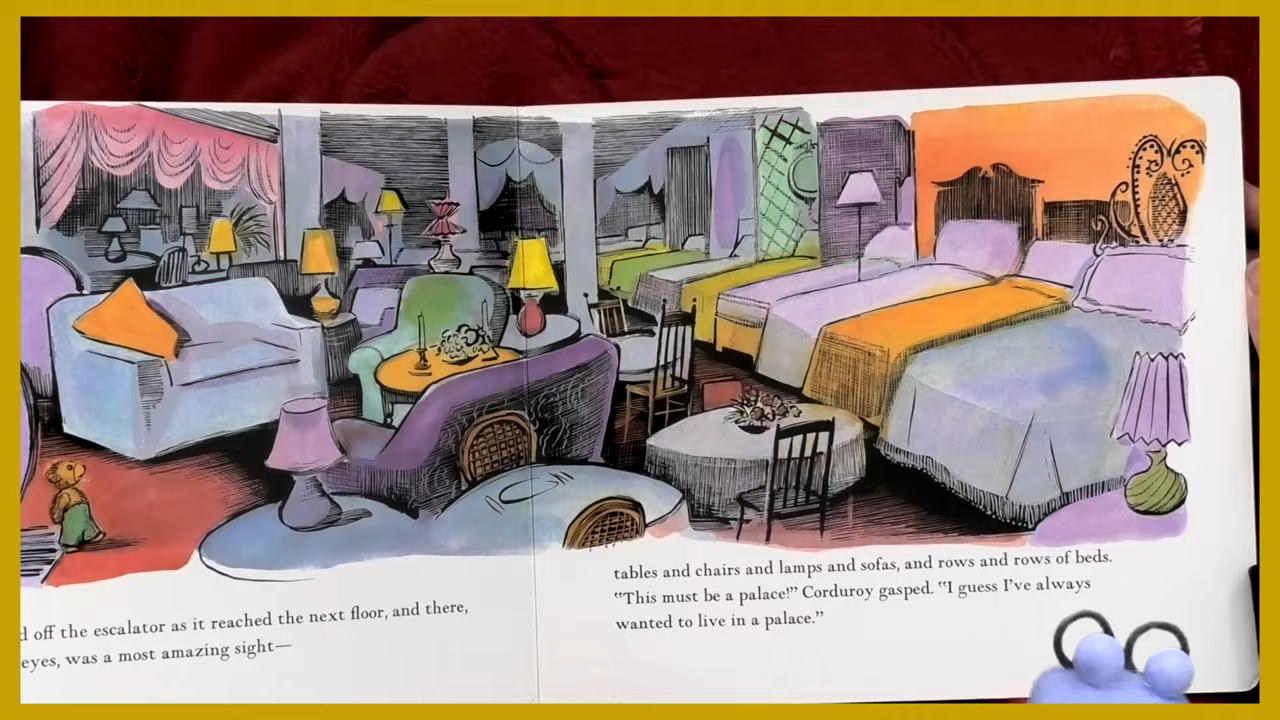 d off the escalator as it reached the next floor, and there,
eyes, was a most amazing sight—
tables and chairs and lamps and sofas, and rows and rows of beds.
“This must be a palace!” Corduroy gasped. “I guess I’ve always
wanted to live in a palace.”